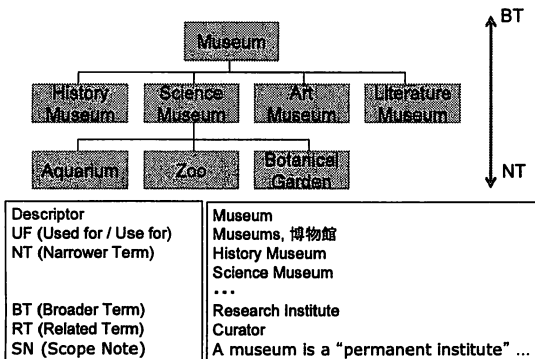 BT
Museum
History Museum
Science Museum
Art Museum
Literature Museum
Aquarium
Zoo
Botanical Garden
NT
Descriptor Museum
UF (Used for / Use for) Museums, 博物館
NT (Narrower Term) History Museum
Science Museum
...
BT (Broader Term) Research Institute
RT (Related Term) Curator
SN (Scope Note) A museum is a “permanent institute” ...